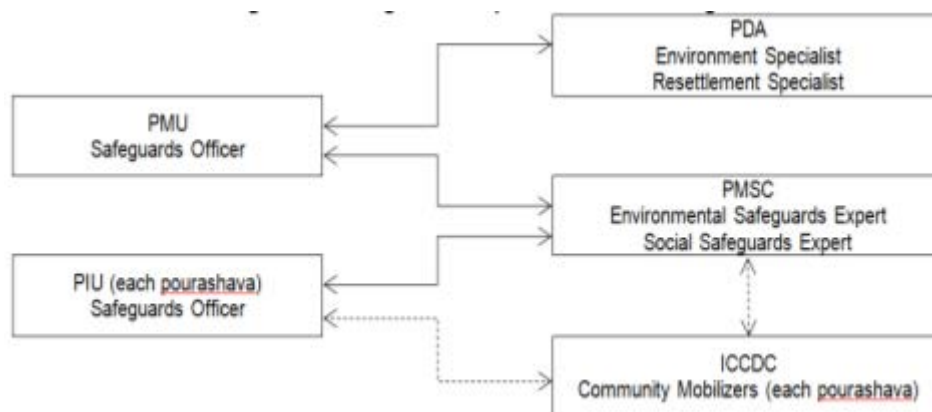 PDA
Environment Specialist
Resettlement Specialist
PMU
Safeguards Officer
PMSC
Environmental Safeguards Expert
Social Safeguards Expert
PIU (each pourashava)
Safeguards Officer
ICCDC
Community Mobilizers (each pourashava)